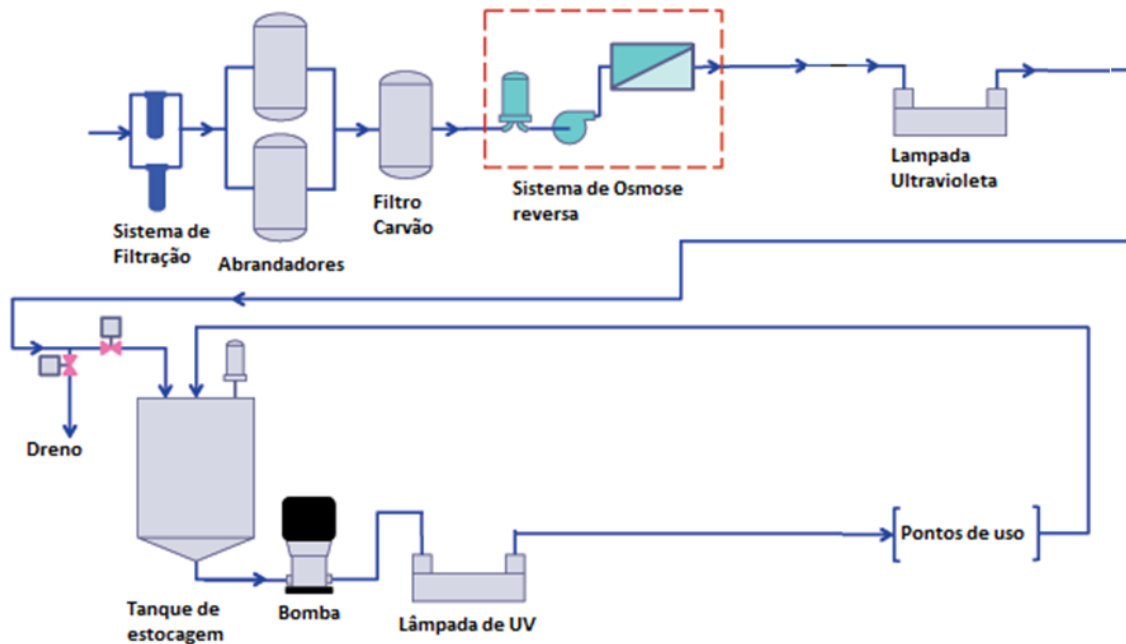 Sistema de
Filtração
Abrandadores
Filtro
Carvão
Sistema de Osmose
reversa
Lampada
Ultravioleta
Dreno
Tanque de
estocagem
Bomba
Lâmpada de UV
Pontos de uso